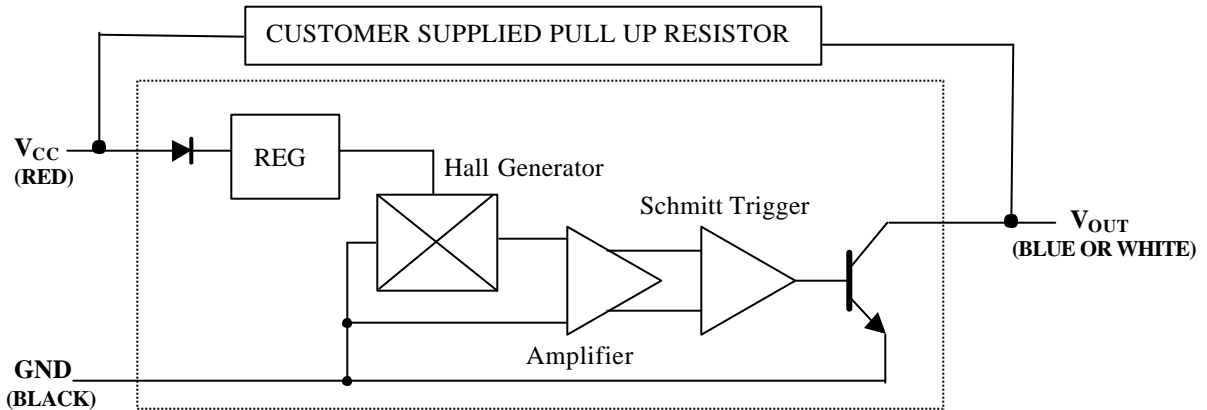 CUSTOMER SUPPLIED PULL UP RESISTOR
VCC
(RED)
REG
Hall Generator
Schmitt Trigger
VOUT
(BLUE OR WHITE)
Amplifier
GND
(BLACK)